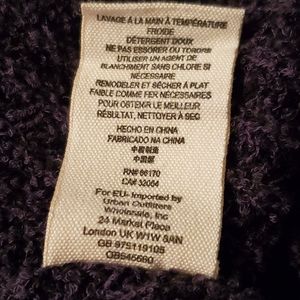 LAVAGE À LA MAIN À TEMPÉRATURE
FROIDE
DÉTERGENT DOUX
NE PAS ESSORER OU TORDRE
UTILISER UN AGENT DE
BLANCHIMENT SANS CHLORE SI
NÉCESSAIRE
REMODELER ET SÉCHER À PLAT
FAIBLE COMME FER NÉCESSAIRES
POUR OBTENIR LE MEILLEUR
RÉSULTAT, NETTOYER À SEC
HECHO EN CHINA
FABRICADO NA CHINA
中國製造
中国制
RN# 66170
CA# 32054
For EU- Imported by
Urban Outfitters
Wholesale, Inc
24 Market Place
London UK W1W 8AN
GB 975119105